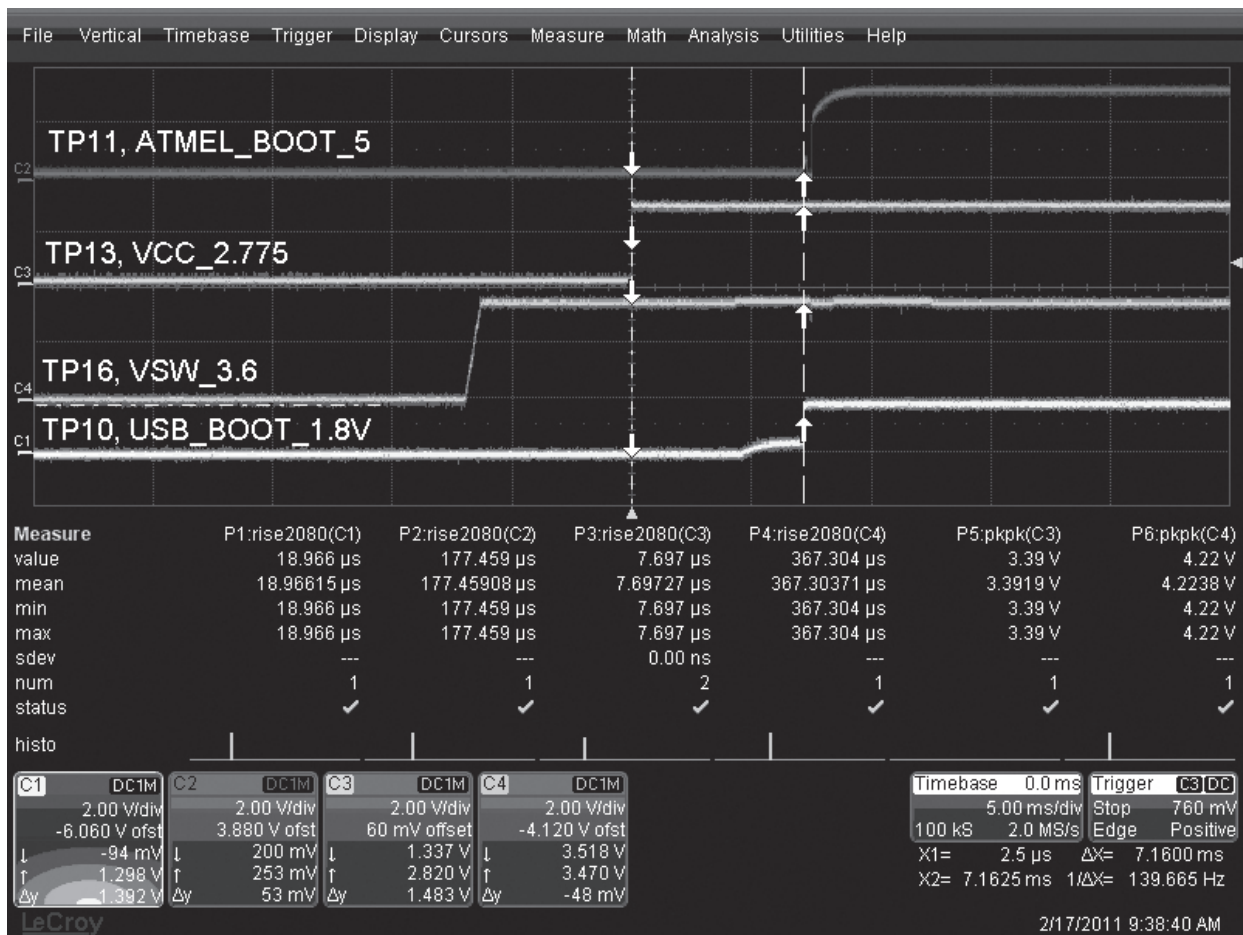 File Vertical Timebase Trigger Display Cursors Measure Math Analysis Utilities Help
TP11, ATMEL_BOOT_5
C2
TP13, VCC_2.775
C3
TP16, VSW_3.6
C4
TP10, USB_BOOT_1.8V
C1
Measure P1:rise2080(C1) P2:rise2080(C2) P3:rise2080(C3) P4:rise2080(C4) P5:pkpk(C3) P6:pkpk(C4)
value 18.966 µs 177.459 µs 7.697 µs 367.304 µs 3.39 V 4.22 V
mean 18.96615 µs 177.45908 µs 7.69727 µs 367.30371 µs 3.3919 V 4.2238 V
min 18.966 µs 177.459 µs 7.697 µs 367.304 µs 3.39 V 4.22 V
max 18.966 µs 177.459 µs 7.697 µs 367.304 µs 3.39 V 4.22 V
sdev --- --- 0.00 ns --- --- ---
num 1 1 2 1 1 1
status ✓ ✓ ✓ ✓ ✓ ✓
histo
C1 DC1M C2 DC1M C3 DC1M C4 DC1M Timebase 0.0 ms Trigger C3 DC
2.00 V/div 2.00 V/div 2.00 V/div 2.00 V/div 5.00 ms/div Stop 760 mV
-6.060 V ofst 3.880 V ofst 60 mV offset -4.120 V ofst 100 kS 2.0 MS/s Edge Positive
↓ -94 mV ↓ 200 mV ↓ 1.337 V ↓ 3.518 V X1= 2.5 µs ΔX= 7.1600 ms
↑ 1.298 V ↑ 253 mV ↑ 2.820 V ↑ 3.470 V X2= 7.1625 ms 1/ΔX= 139.665 Hz
Δy 1.392 V Δy 53 mV Δy 1.483 V Δy -48 mV
LeCroy 2/17/2011 9:38:40 AM